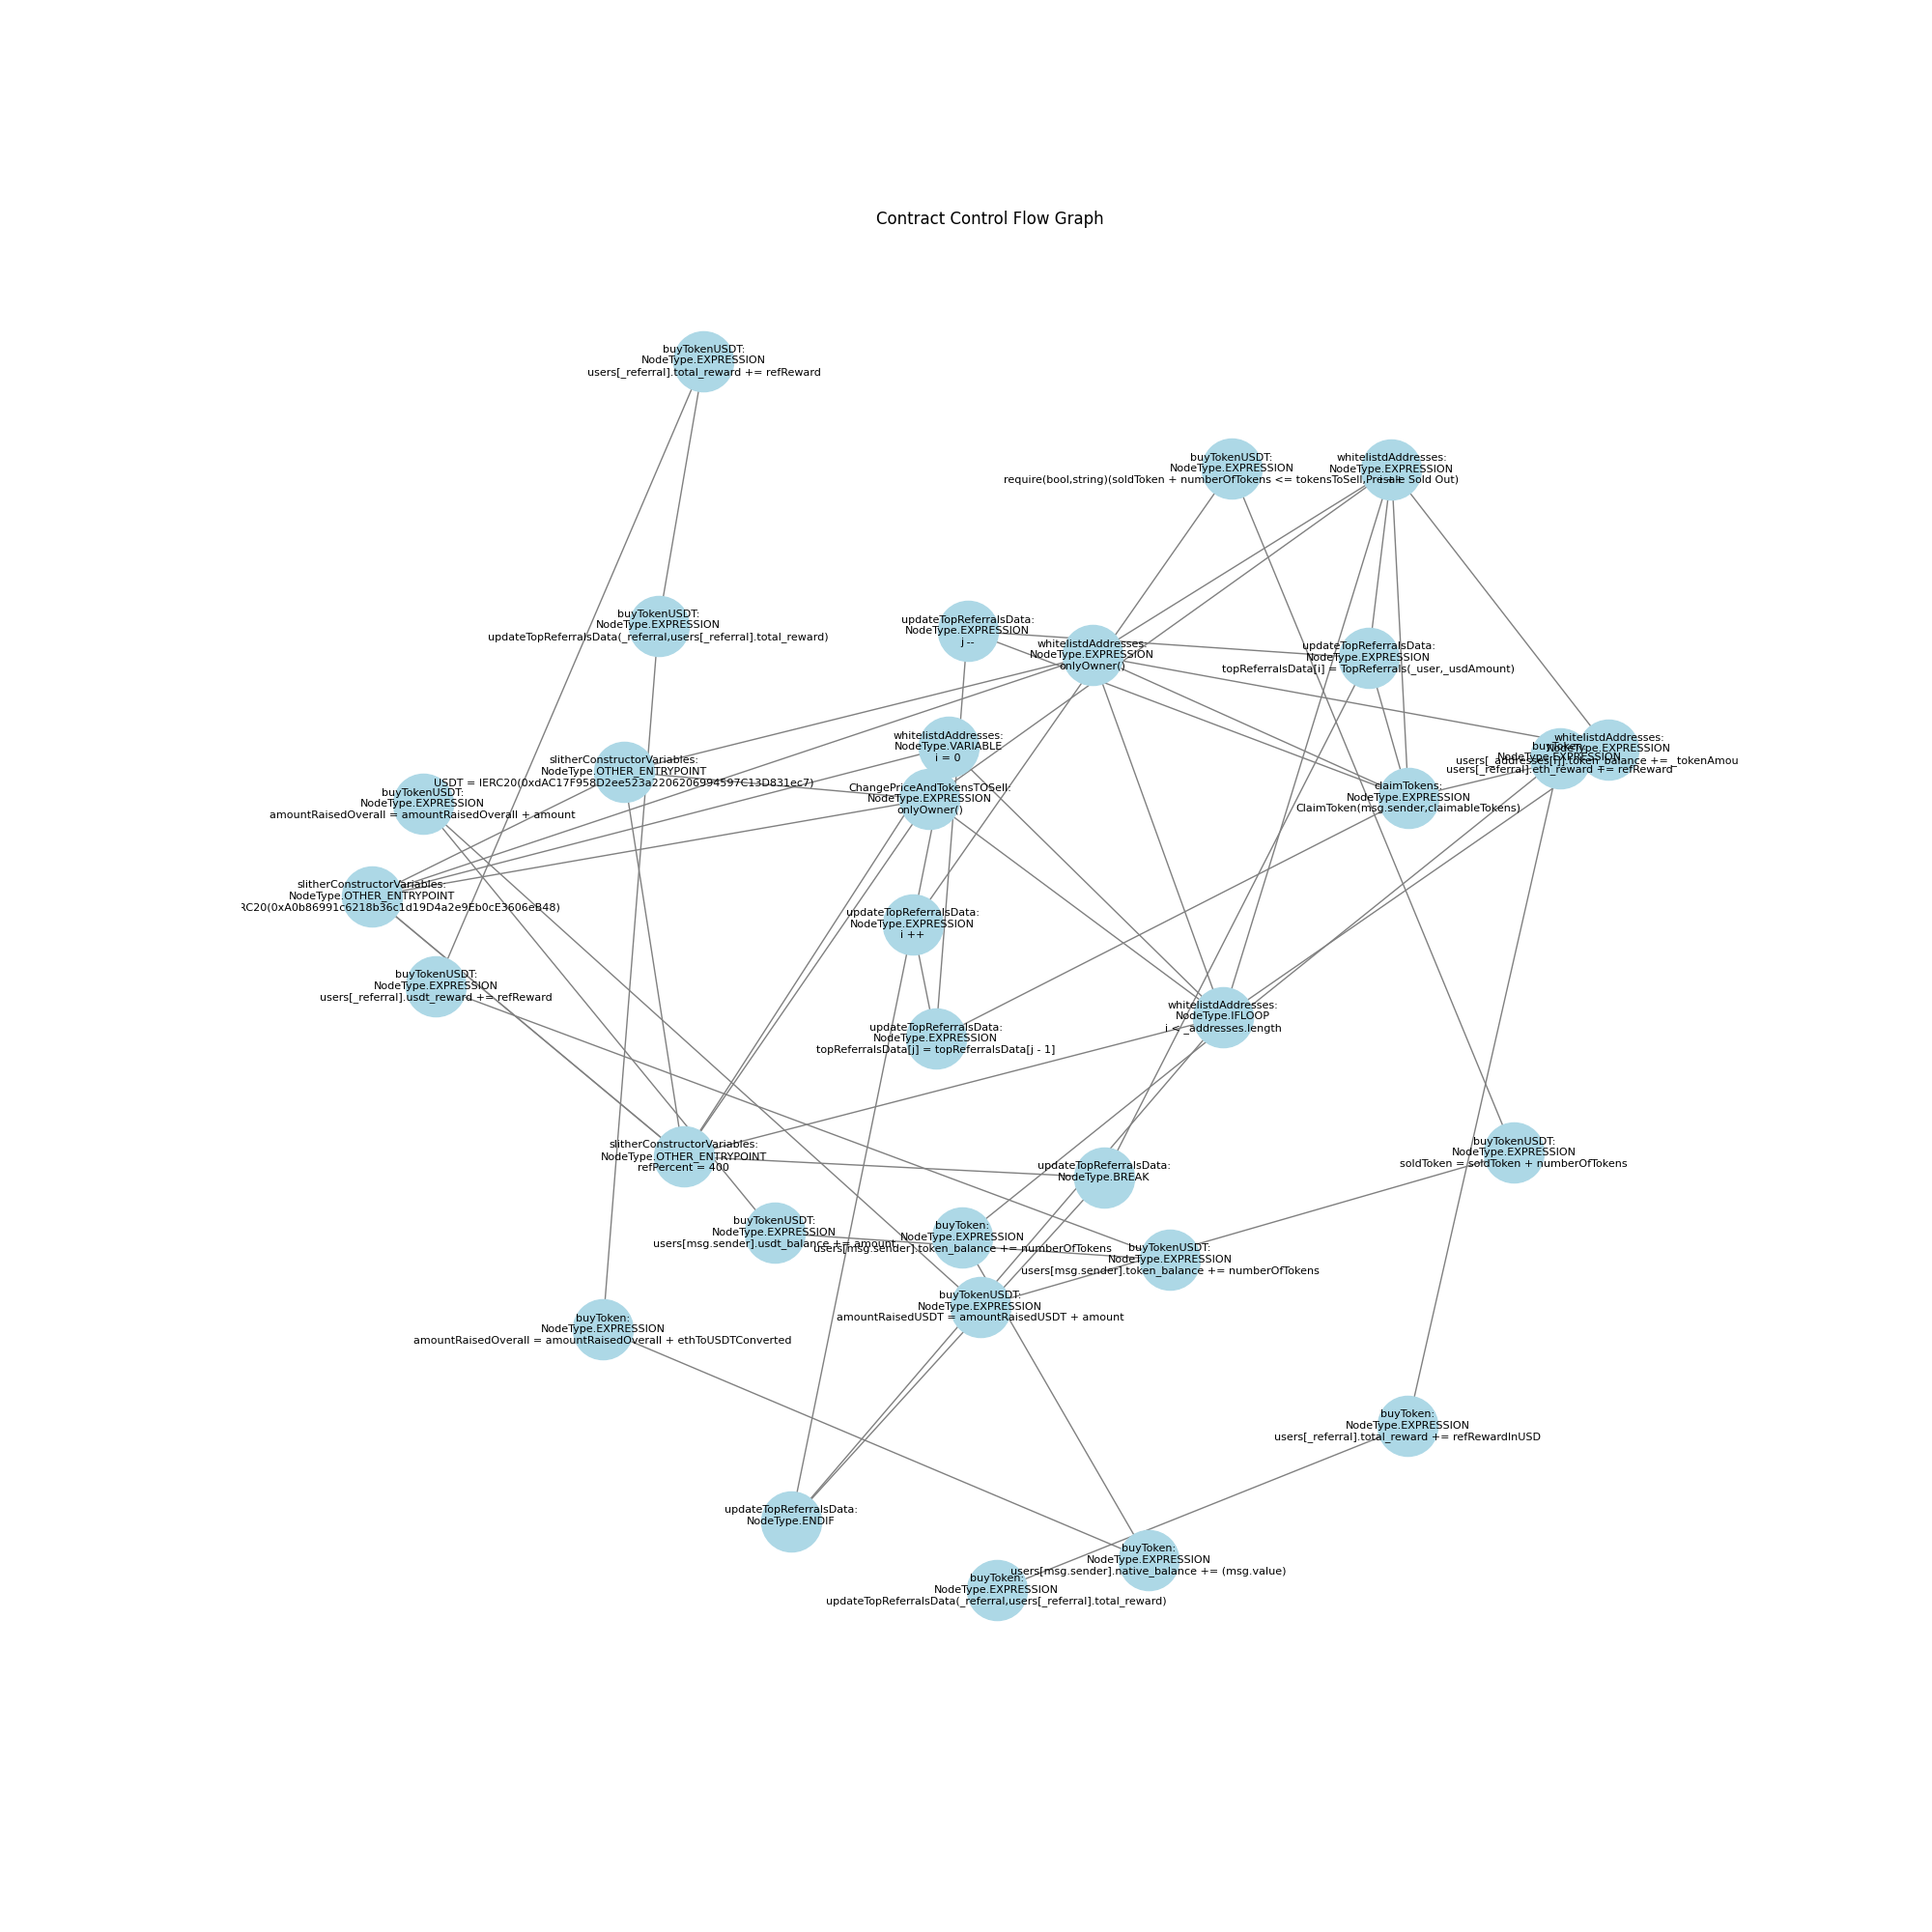 Contract Control Flow Graph
buyTokenUSDT:
NodeType.EXPRESSION
users[_referral].total_reward += refReward
buyTokenUSDT:
NodeType.EXPRESSION
require(bool,string)(soldToken + numberOfTokens <= tokensToSell,Presale Sold Out)
whitelistdAddresses:
NodeType.EXPRESSION
i ++
buyTokenUSDT:
NodeType.EXPRESSION
updateTopReferralsData(_referral,users[_referral].total_reward)
updateTopReferralsData:
NodeType.EXPRESSION
j --
whitelistdAddresses:
NodeType.EXPRESSION
onlyOwner()
updateTopReferralsData:
NodeType.EXPRESSION
topReferralsData[i] = TopReferrals(_user,_usdAmount)
whitelistdAddresses:
NodeType.VARIABLE
i = 0
whitelistdAddresses:
NodeType.EXPRESSION
users[_addresses[i]].token_balance += _tokenAmou
buyToken:
NodeType.EXPRESSION
users[_referral].eth_reward += refReward
slitherConstructorVariables:
NodeType.OTHER_ENTRYPOINT
USDT = IERC20(0xdAC17F958D2ee523a2206206994597C13D831ec7)
buyTokenUSDT:
NodeType.EXPRESSION
amountRaisedOverall = amountRaisedOverall + amount
ChangePriceAndTokensTOSell:
NodeType.EXPRESSION
onlyOwner()
claimTokens:
NodeType.EXPRESSION
ClaimToken(msg.sender,claimableTokens)
slitherConstructorVariables:
NodeType.OTHER_ENTRYPOINT
RC20(0xA0b86991c6218b36c1d19D4a2e9Eb0cE3606eB48)
updateTopReferralsData:
NodeType.EXPRESSION
i ++
buyTokenUSDT:
NodeType.EXPRESSION
users[_referral].usdt_reward += refReward
whitelistdAddresses:
NodeType.IFLOOP
i < _addresses.length
updateTopReferralsData:
NodeType.EXPRESSION
topReferralsData[j] = topReferralsData[j - 1]
slitherConstructorVariables:
NodeType.OTHER_ENTRYPOINT
refPercent = 400
updateTopReferralsData:
NodeType.BREAK
buyTokenUSDT:
NodeType.EXPRESSION
soldToken = soldToken + numberOfTokens
buyTokenUSDT:
NodeType.EXPRESSION
users[msg.sender].usdt_balance += amount
buyToken:
NodeType.EXPRESSION
users[msg.sender].token_balance += numberOfTokens
buyTokenUSDT:
NodeType.EXPRESSION
users[msg.sender].token_balance += numberOfTokens
buyTokenUSDT:
NodeType.EXPRESSION
amountRaisedUSDT = amountRaisedUSDT + amount
buyToken:
NodeType.EXPRESSION
amountRaisedOverall = amountRaisedOverall + ethToUSDTConverted
buyToken:
NodeType.EXPRESSION
users[_referral].total_reward += refRewardInUSD
updateTopReferralsData:
NodeType.ENDIF
buyToken:
NodeType.EXPRESSION
users[msg.sender].native_balance += (msg.value)
buyToken:
NodeType.EXPRESSION
updateTopReferralsData(_referral,users[_referral].total_reward)